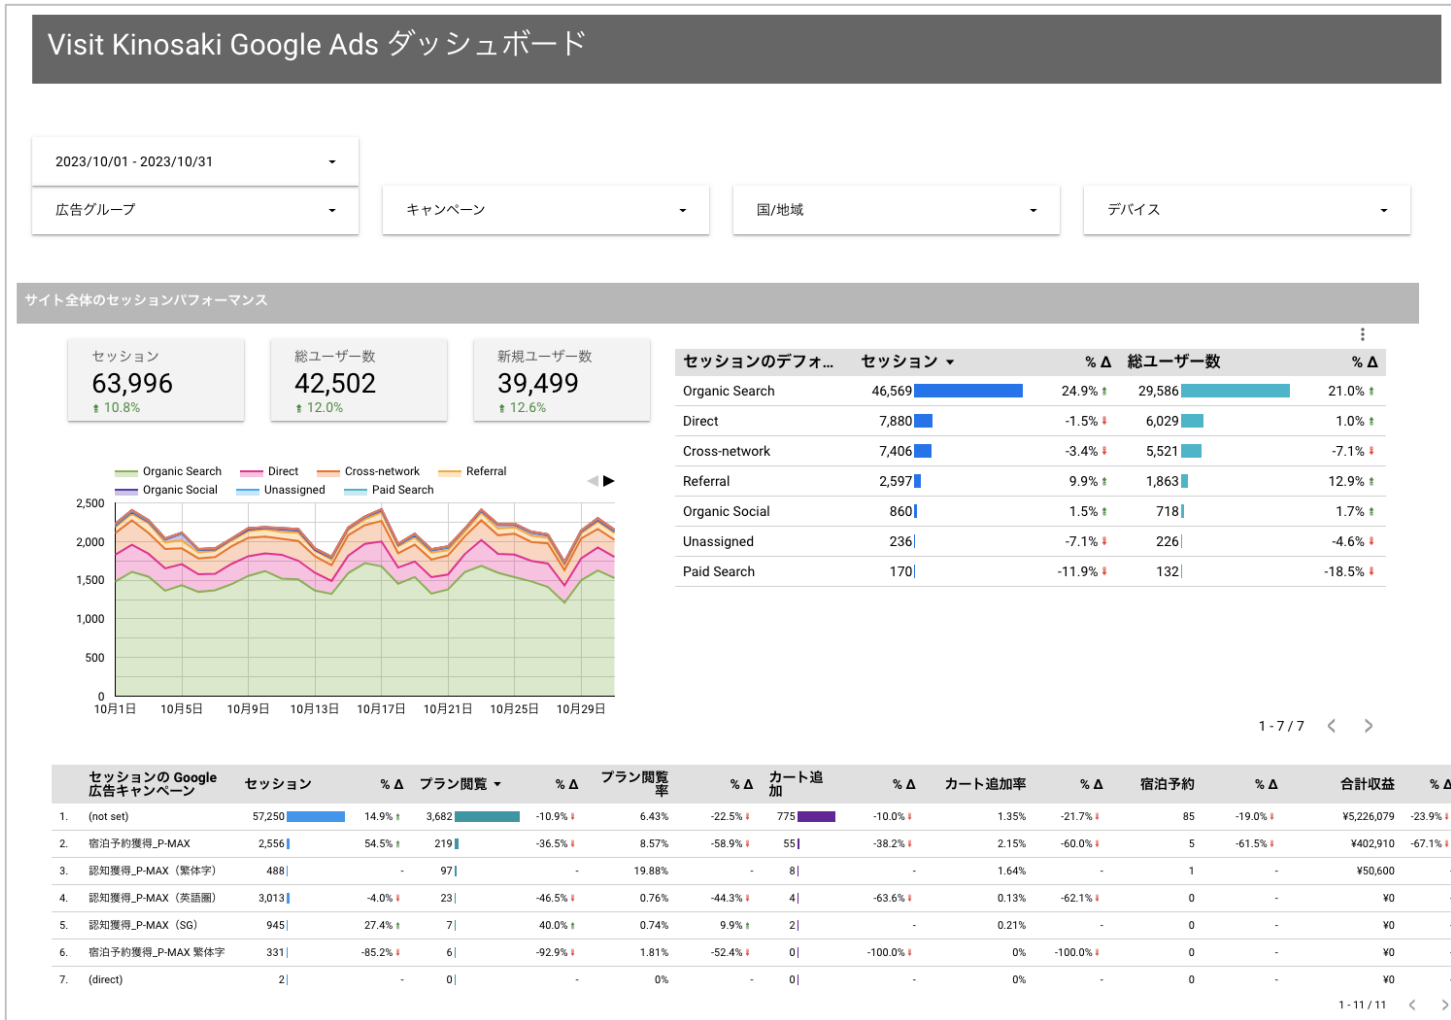 Visit Kinosaki Google Ads ダッシュボード
2023/10/01 - 2023/10/31
広告グループ キャンペーン 国/地域 デバイス
サイト全体のセッションパフォーマンス
セッション 総ユーザー数 新規ユーザー数
63,996 42,502 39,499
10.8% 12.0% 12.6%
セッションのデフォ... セッション % Δ 総ユーザー数 % Δ
Organic Search 46,569 24.9% 29,586 21.0%
Direct 7,880 -1.5% 6,029 1.0%
Cross-network 7,406 -3.4% 5,521 -7.1%
Referral 2,597 9.9% 1,863 12.9%
Organic Social 860 1.5% 718 1.7%
Unassigned 236 -7.1% 226 -4.6%
Paid Search 170 -11.9% 132 -18.5%
1 - 7 / 7
Organic Search Direct Cross-network Referral
Organic Social Unassigned Paid Search
2,500
2,000
1,500
1,000
500
0
10月1日 10月5日 10月9日 10月13日 10月17日 10月21日 10月25日 10月29日
セッションの Google 広告キャンペーン セッション % Δ プラン閲覧 % Δ プラン閲覧率 % Δ カート追加 % Δ カート追加率 % Δ 宿泊予約 % Δ 合計収益 % Δ
1. (not set) 57,250 14.9% 3,682 -10.9% 6.43% -22.5% 775 -10.0% 1.35% -21.7% 85 -19.0% ¥5,226,079 -23.9%
2. 宿泊予約獲得_P-MAX 2,556 54.5% 219 -36.5% 8.57% -58.9% 55 -38.2% 2.15% -60.0% 5 -61.5% ¥402,910 -67.1%
3. 認知獲得_P-MAX（繁体字） 488 - 97 - 19.88% - 8 - 1.64% - 1 - ¥50,600 -
4. 認知獲得_P-MAX（英語圏） 3,013 -4.0% 23 -46.5% 0.76% -44.3% 4 -63.6% 0.13% -62.1% 0 - ¥0 -
5. 認知獲得_P-MAX（SG） 945 27.4% 7 40.0% 0.74% 9.9% 2 - 0.21% - 0 - ¥0 -
6. 宿泊予約獲得_P-MAX 繁体字 331 -85.2% 6 -92.9% 1.81% -52.4% 0 -100.0% 0% -100.0% 0 - ¥0 -
7. (direct) 2 - 0 - 0% - 0 - 0% - 0 - ¥0 -
1 - 11 / 11